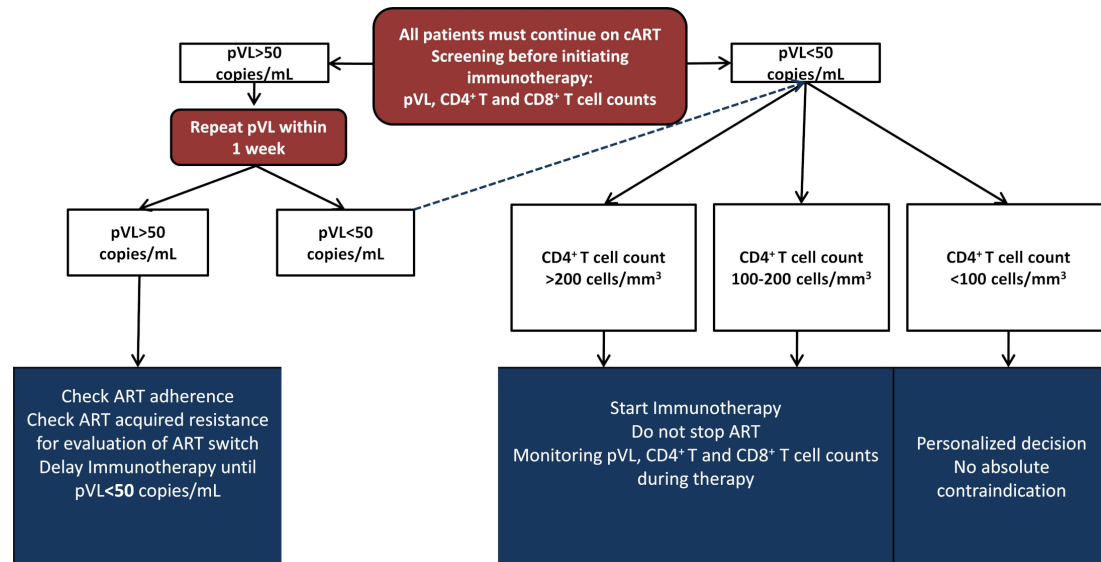 All patients must continue on cART
Screening before initiating
immunotherapy:
pVL, CD4⁺ T and CD8⁺ T cell counts
pVL>50
copies/mL
pVL<50
copies/mL
Repeat pVL within
1 week
pVL>50
copies/mL
pVL<50
copies/mL
CD4⁺ T cell count
>200 cells/mm³
CD4⁺ T cell count
100-200 cells/mm³
CD4⁺ T cell count
<100 cells/mm³
Check ART adherence
Check ART acquired resistance
for evaluation of ART switch
Delay Immunotherapy until
pVL<50 copies/mL
Start Immunotherapy
Do not stop ART
Monitoring pVL, CD4⁺ T and CD8⁺ T cell counts
during therapy
Personalized decision
No absolute
contraindication